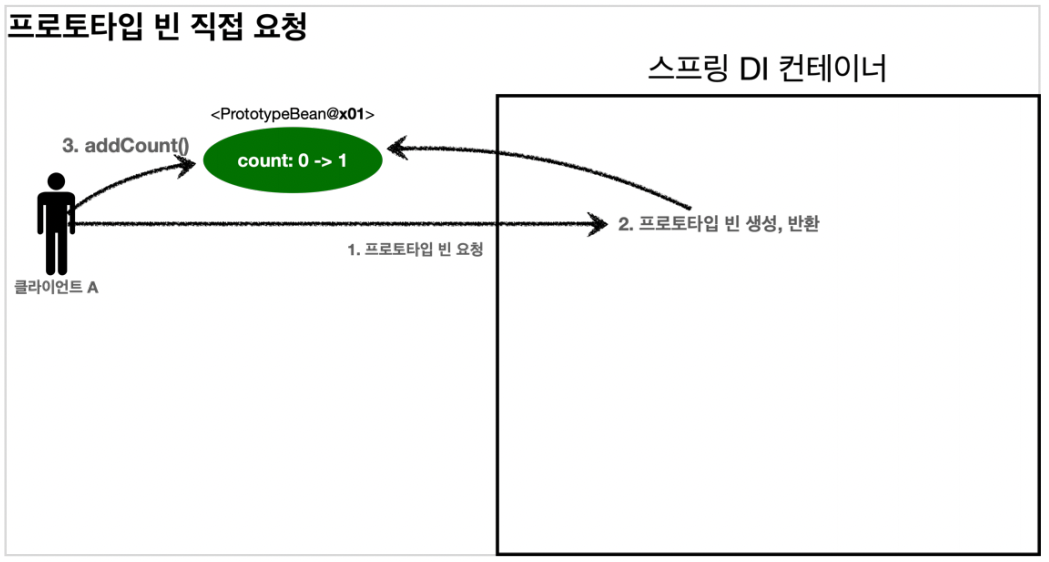 프로토타입 빈 직접 요청
스프링 DI 컨테이너
<PrototypeBean@x01>
3. addCount()
count: 0 -> 1
2. 프로토타입 빈 생성, 반환
1. 프로토타입 빈 요청
클라이언트 A